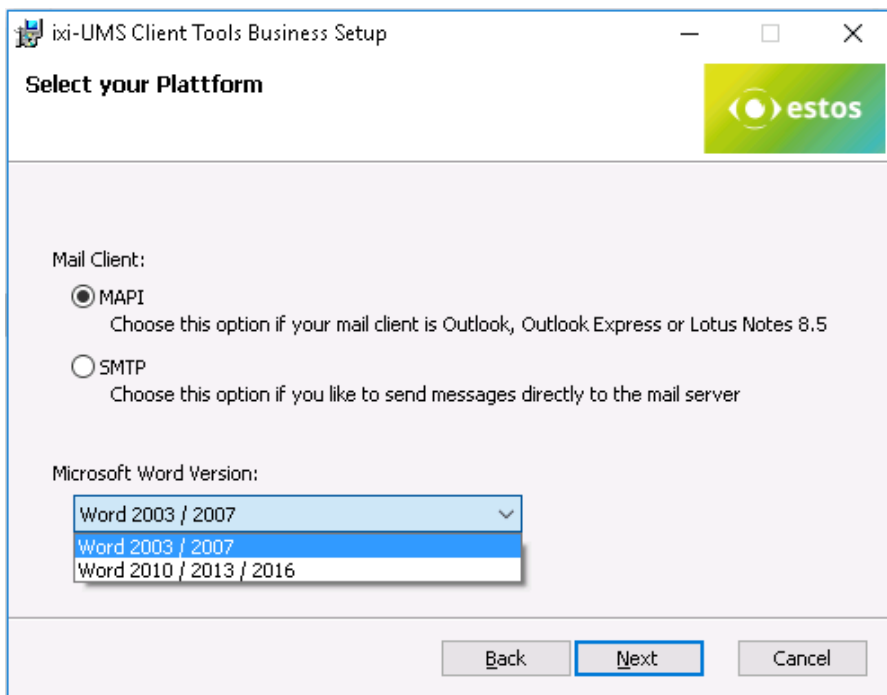 ixi-UMS Client Tools Business Setup
Select your Plattform
estos
Mail Client:
MAPI
Choose this option if your mail client is Outlook, Outlook Express or Lotus Notes 8.5
SMTP
Choose this option if you like to send messages directly to the mail server
Microsoft Word Version:
Word 2003 / 2007
Word 2003 / 2007
Word 2010 / 2013 / 2016
Back Next Cancel